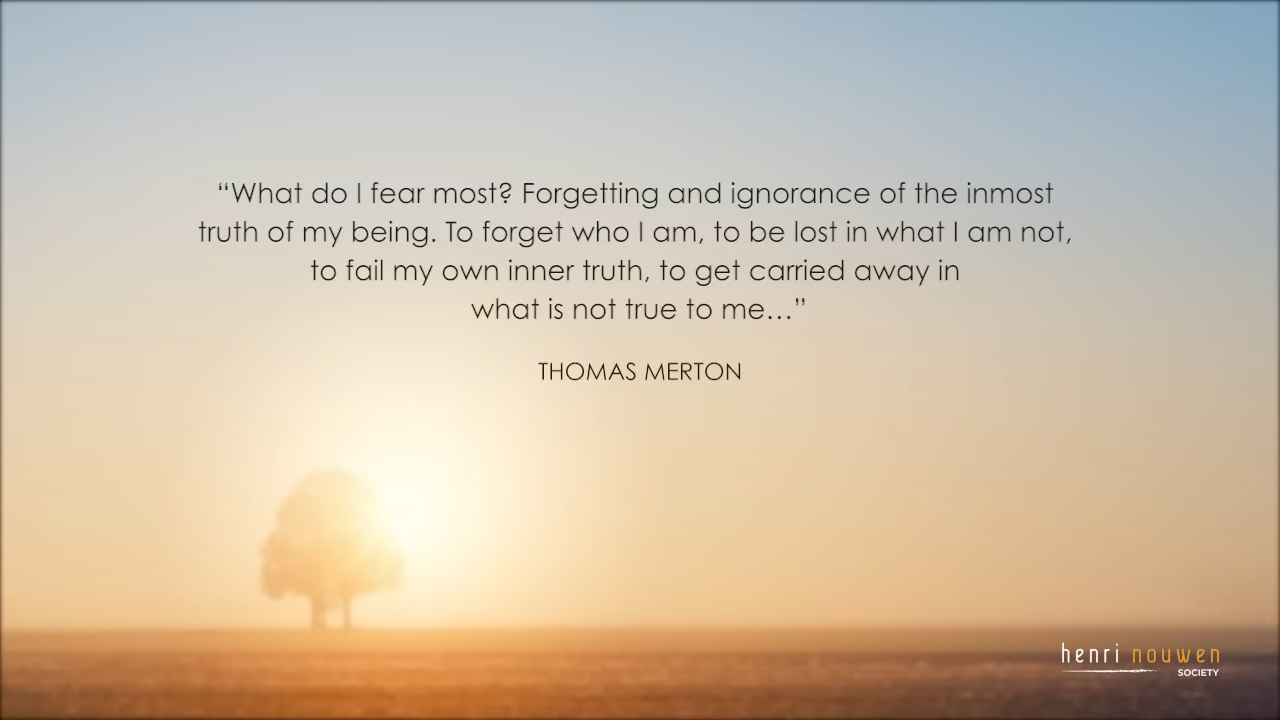 “What do I fear most? Forgetting and ignorance of the inmost
truth of my being. To forget who I am, to be lost in what I am not,
to fail my own inner truth, to get carried away in
what is not true to me…”
THOMAS MERTON
henri nouwen
SOCIETY